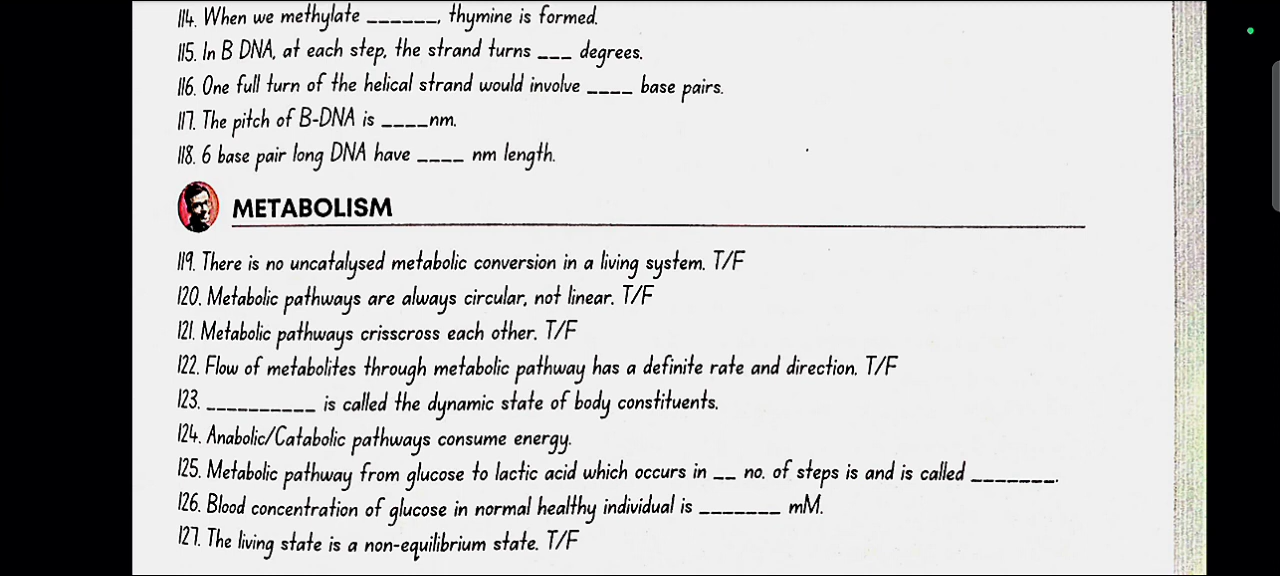 114. When we methylate ______, thymine is formed.
115. In B DNA, at each step, the strand turns ___ degrees.
116. One full turn of the helical strand would involve ____ base pairs.
117. The pitch of B-DNA is ____nm.
118. 6 base pair long DNA have ____ nm length.
METABOLISM
119. There is no uncatalysed metabolic conversion in a living system. T/F
120. Metabolic pathways are always circular, not linear. T/F
121. Metabolic pathways crisscross each other. T/F
122. Flow of metabolites through metabolic pathway has a definite rate and direction. T/F
123. __________ is called the dynamic state of body constituents.
124. Anabolic/Catabolic pathways consume energy.
125. Metabolic pathway from glucose to lactic acid which occurs in __ no. of steps is and is called _______.
126. Blood concentration of glucose in normal healthy individual is _______ mM.
127. The living state is a non-equilibrium state. T/F